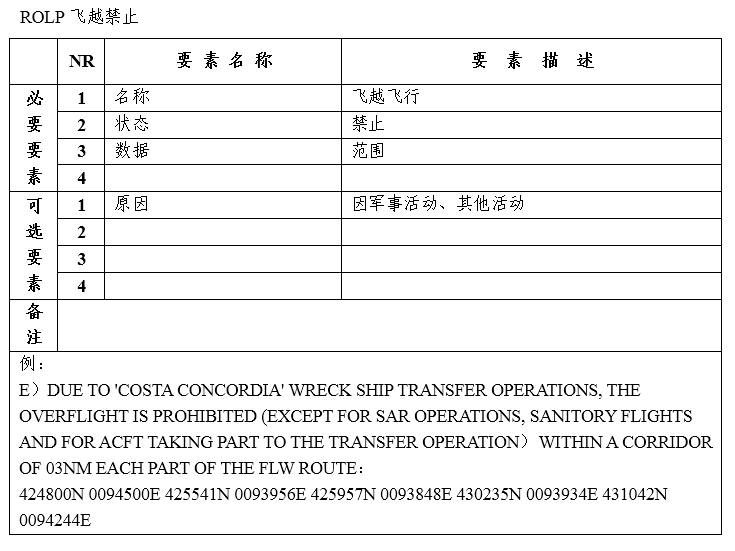 ROLP 飞越禁止
NR 要素名称 要素描述
必要要素
1 名称 飞越飞行
2 状态 禁止
3 数据 范围
4
可选要素
1 原因 因军事活动、其他活动
2
3
4
备注
例：
E）DUE TO 'COSTA CONCORDIA' WRECK SHIP TRANSFER OPERATIONS, THE
OVERFLIGHT IS PROHIBITED (EXCEPT FOR SAR OPERATIONS, SANITORY FLIGHTS
AND FOR ACFT TAKING PART TO THE TRANSFER OPERATION）WITHIN A CORRIDOR
OF 03NM EACH PART OF THE FLW ROUTE：
424800N 0094500E 425541N 0093956E 425957N 0093848E 430235N 0093934E 431042N
0094244E